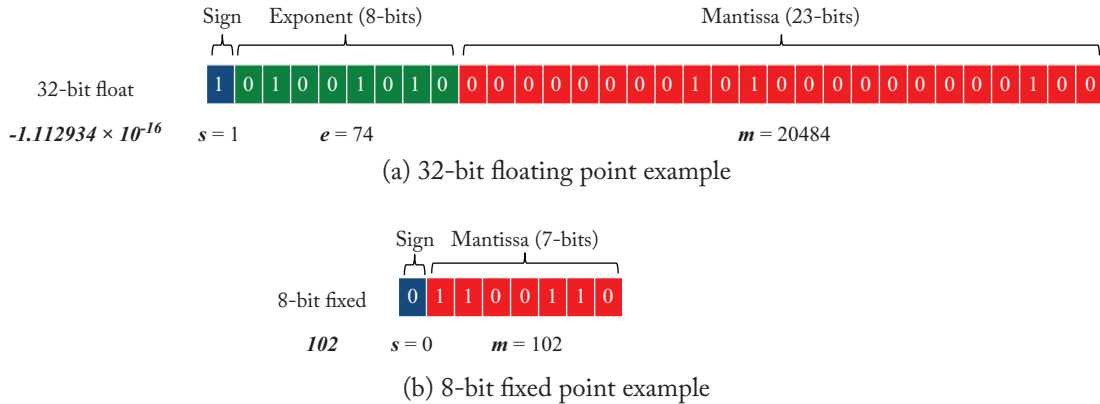 Sign Exponent (8-bits) Mantissa (23-bits)
32-bit float 1 0 1 0 0 1 0 1 0 0 0 0 0 0 0 0 0 1 0 1 0 0 0 0 0 0 0 0 0 1 0 0
-1.112934 × 10-16 s = 1 e = 74 m = 20484
(a) 32-bit floating point example
Sign Mantissa (7-bits)
8-bit fixed 0 1 1 0 0 1 1 0
102 s = 0 m = 102
(b) 8-bit fixed point example